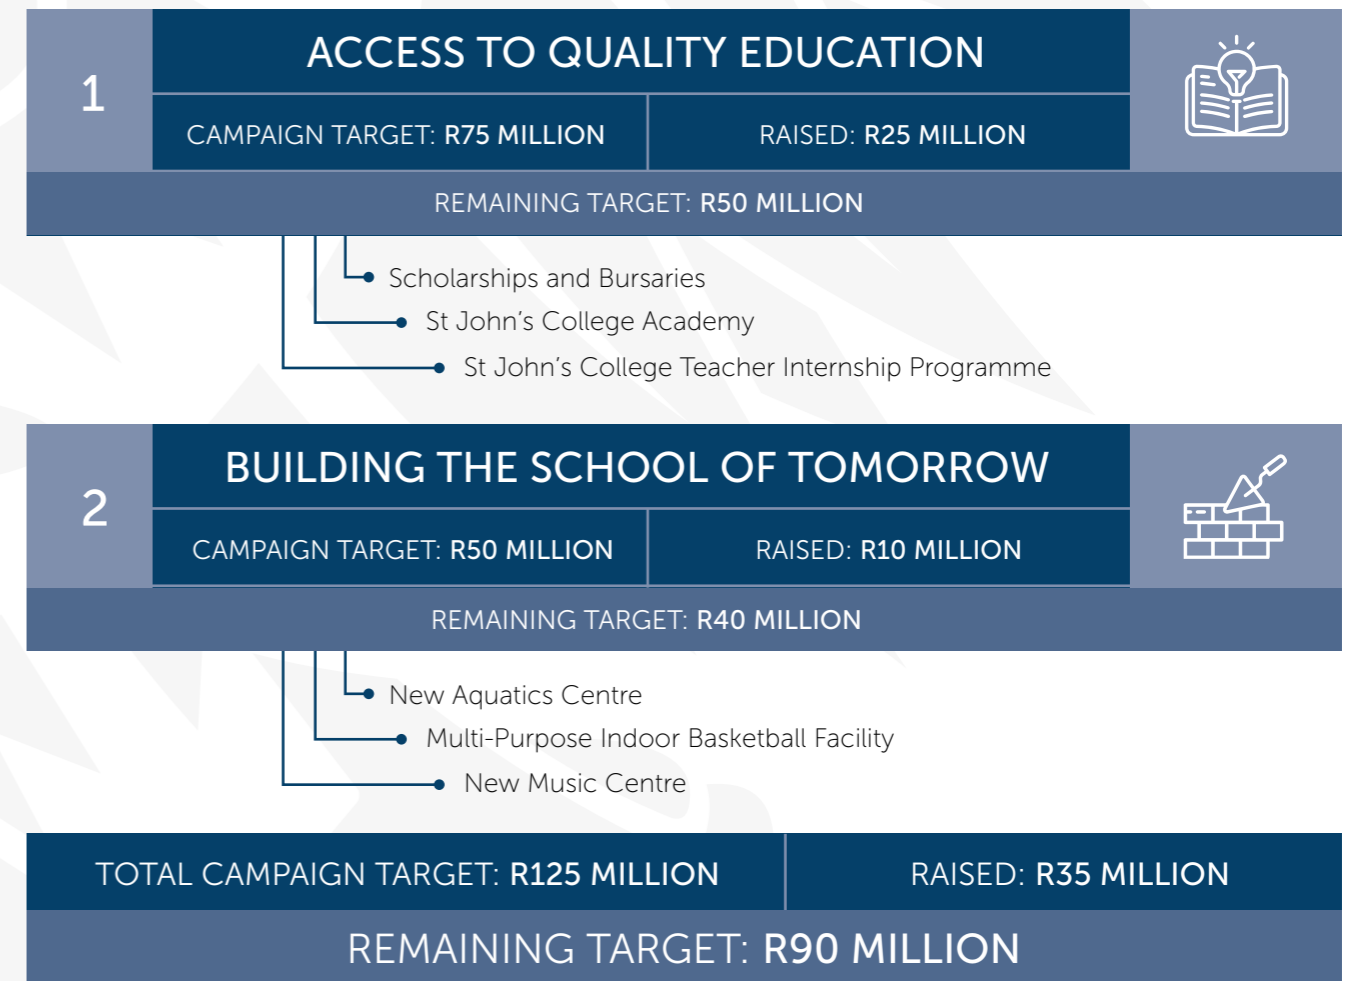 1
ACCESS TO QUALITY EDUCATION
CAMPAIGN TARGET: R75 MILLION
RAISED: R25 MILLION
REMAINING TARGET: R50 MILLION
Scholarships and Bursaries
St John’s College Academy
St John’s College Teacher Internship Programme
2
BUILDING THE SCHOOL OF TOMORROW
CAMPAIGN TARGET: R50 MILLION
RAISED: R10 MILLION
REMAINING TARGET: R40 MILLION
New Aquatics Centre
Multi-Purpose Indoor Basketball Facility
New Music Centre
TOTAL CAMPAIGN TARGET: R125 MILLION
RAISED: R35 MILLION
REMAINING TARGET: R90 MILLION